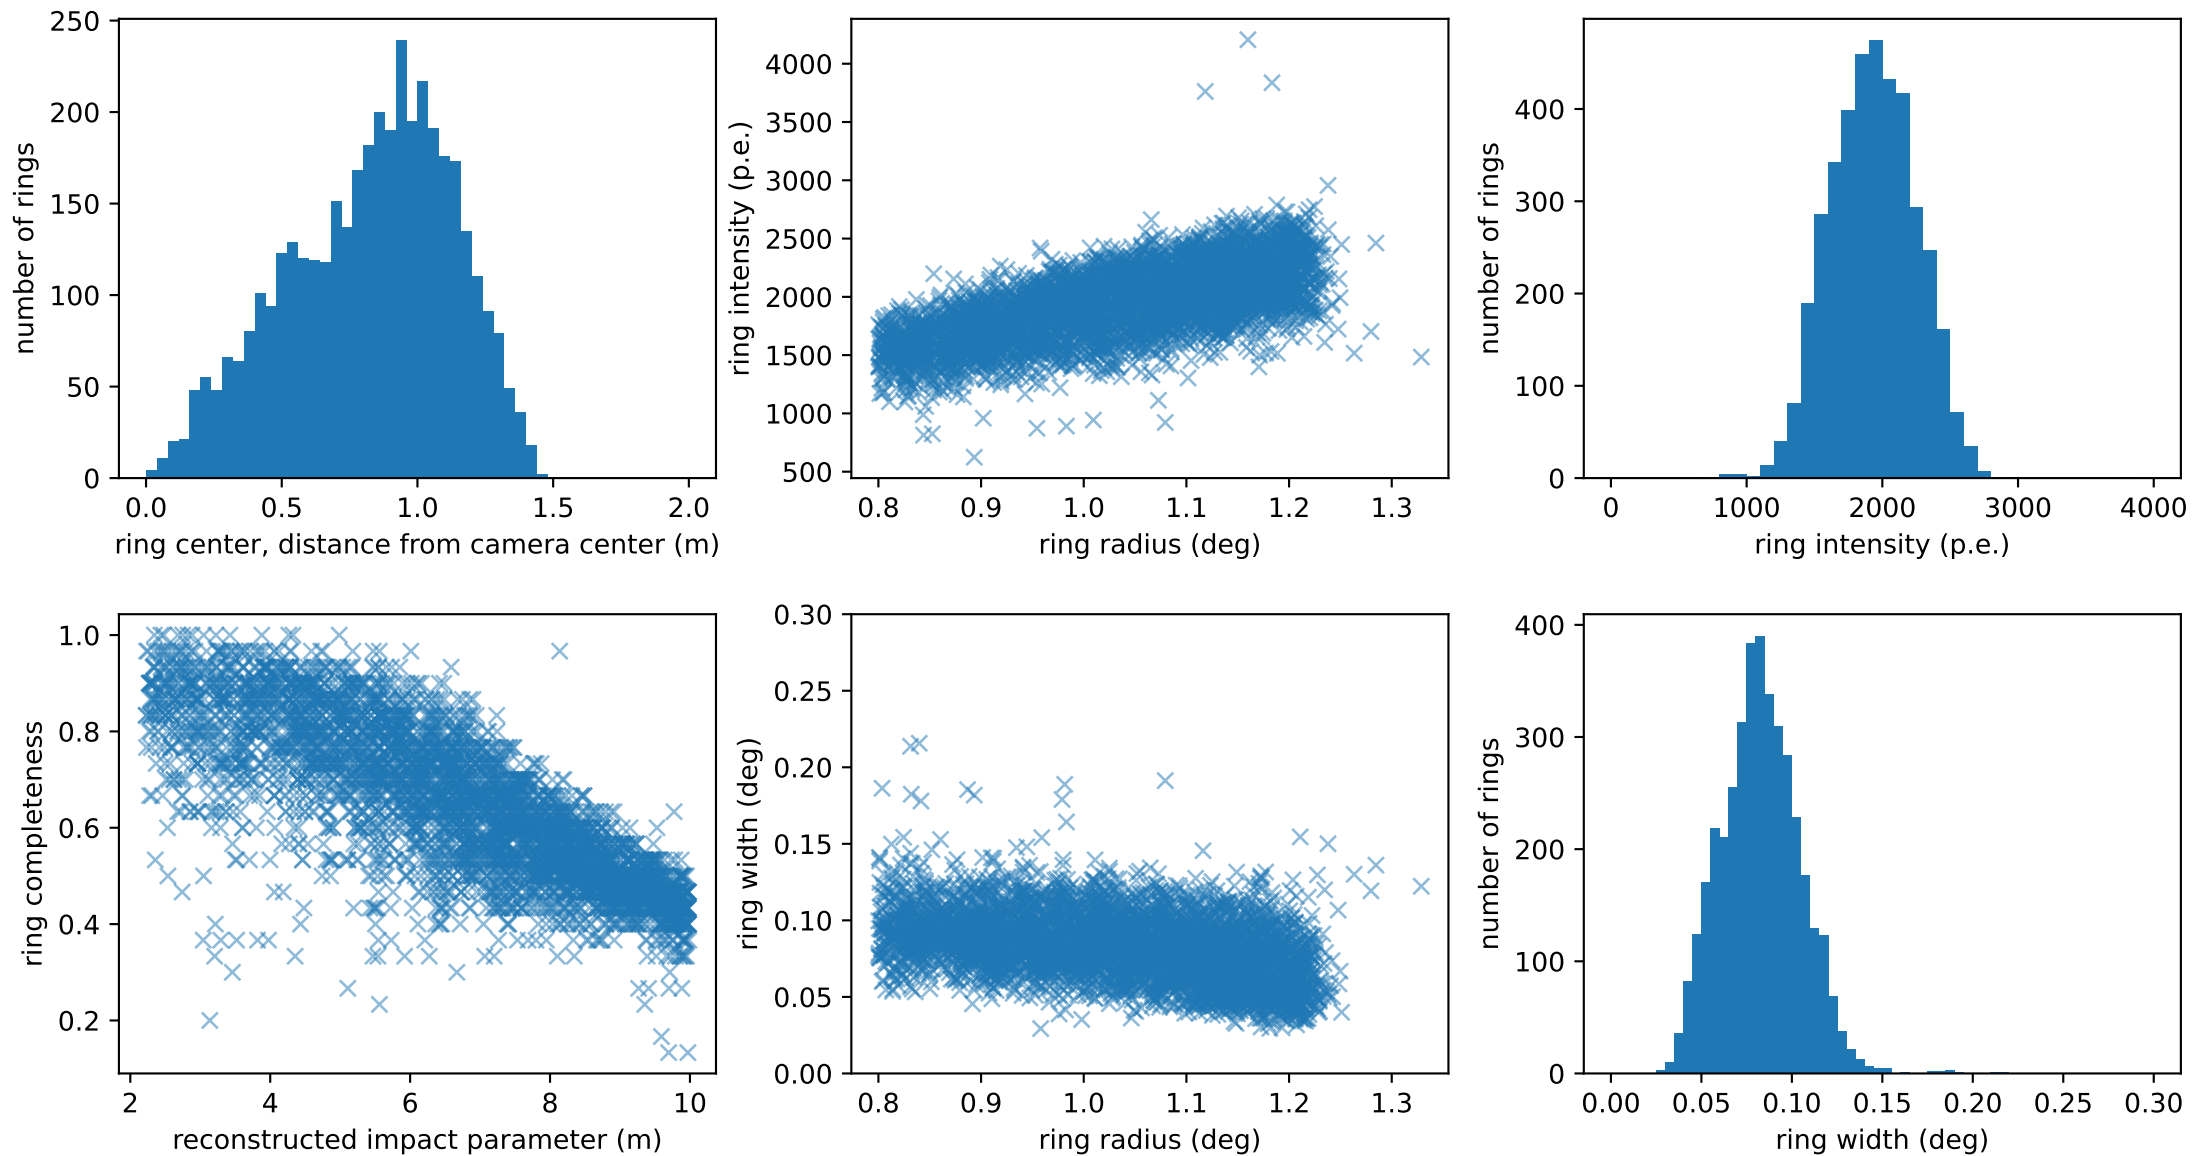 250
200
150
100
50
0
number of rings
0.0 0.5 1.0 1.5 2.0
ring center, distance from camera center (m)
4000
3500
3000
2500
2000
1500
1000
500
ring intensity (p.e.)
0.8 0.9 1.0 1.1 1.2 1.3
ring radius (deg)
400
300
200
100
0
number of rings
0 1000 2000 3000 4000
ring intensity (p.e.)
1.0
0.8
0.6
0.4
0.2
ring completeness
2 4 6 8 10
reconstructed impact parameter (m)
0.30
0.25
0.20
0.15
0.10
0.05
0.00
ring width (deg)
0.8 0.9 1.0 1.1 1.2 1.3
ring radius (deg)
400
300
200
100
0
number of rings
0.00 0.05 0.10 0.15 0.20 0.25 0.30
ring width (deg)